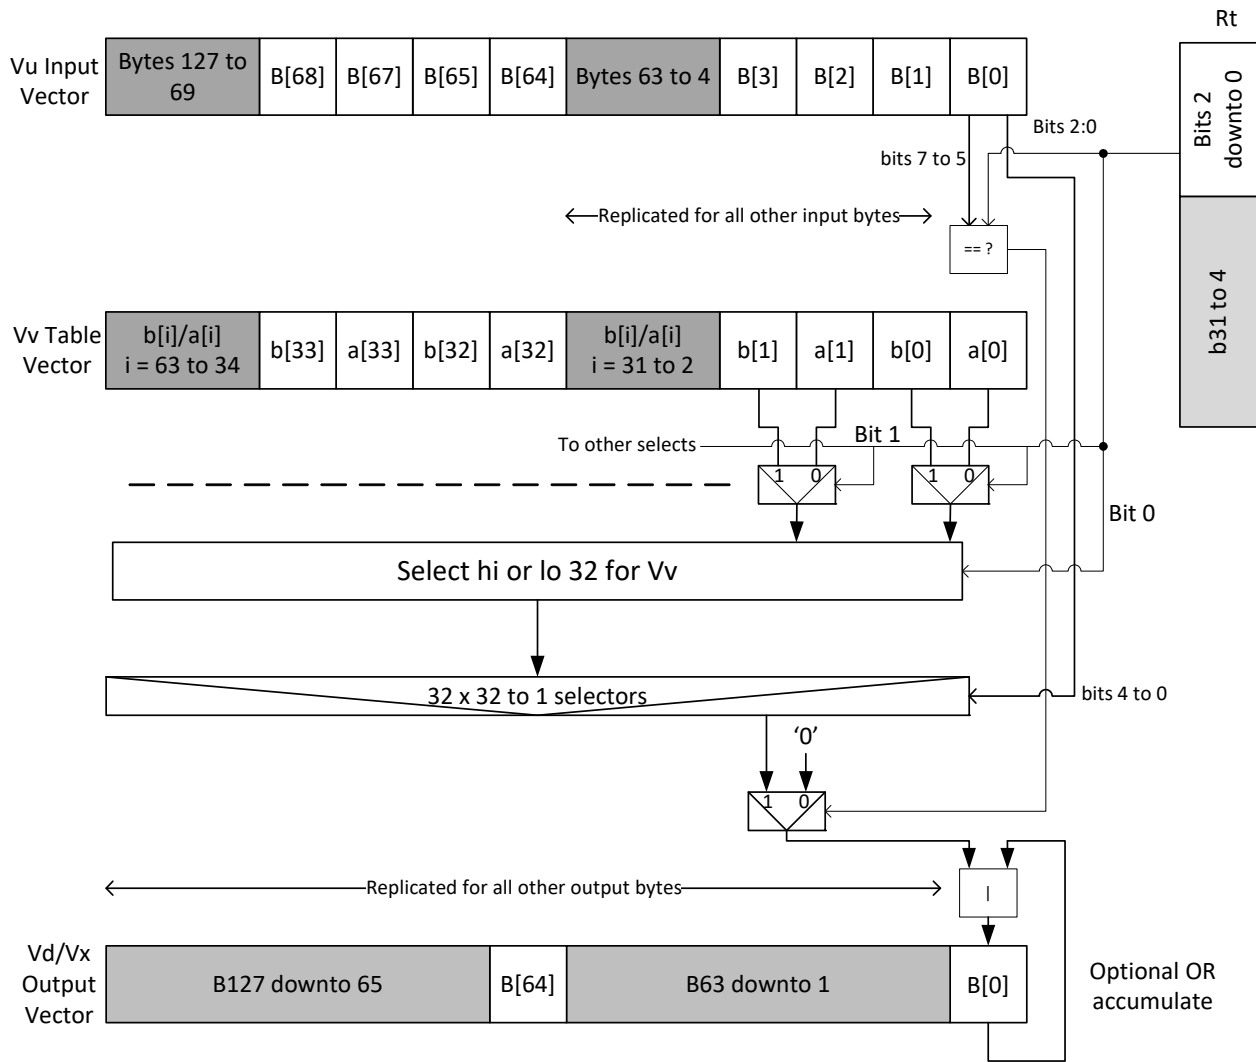 Rt
Vu Input
Vector
Bytes 127 to
69
B[68]
B[67]
B[65]
B[64]
Bytes 63 to 4
B[3]
B[2]
B[1]
B[0]
Bits 2
downto 0
Bits 2:0
bits 7 to 5
Replicated for all other input bytes
== ?
b31 to 4
Vv Table
Vector
b[i]/a[i]
i = 63 to 34
b[33]
a[33]
b[32]
a[32]
b[i]/a[i]
i = 31 to 2
b[1]
a[1]
b[0]
a[0]
To other selects
Bit 1
1
0
1
0
Bit 0
Select hi or lo 32 for Vv
32 x 32 to 1 selectors
bits 4 to 0
‘0’
1
0
Replicated for all other output bytes
|
Vd/Vx
Output
Vector
B127 downto 65
B[64]
B63 downto 1
B[0]
Optional OR
accumulate